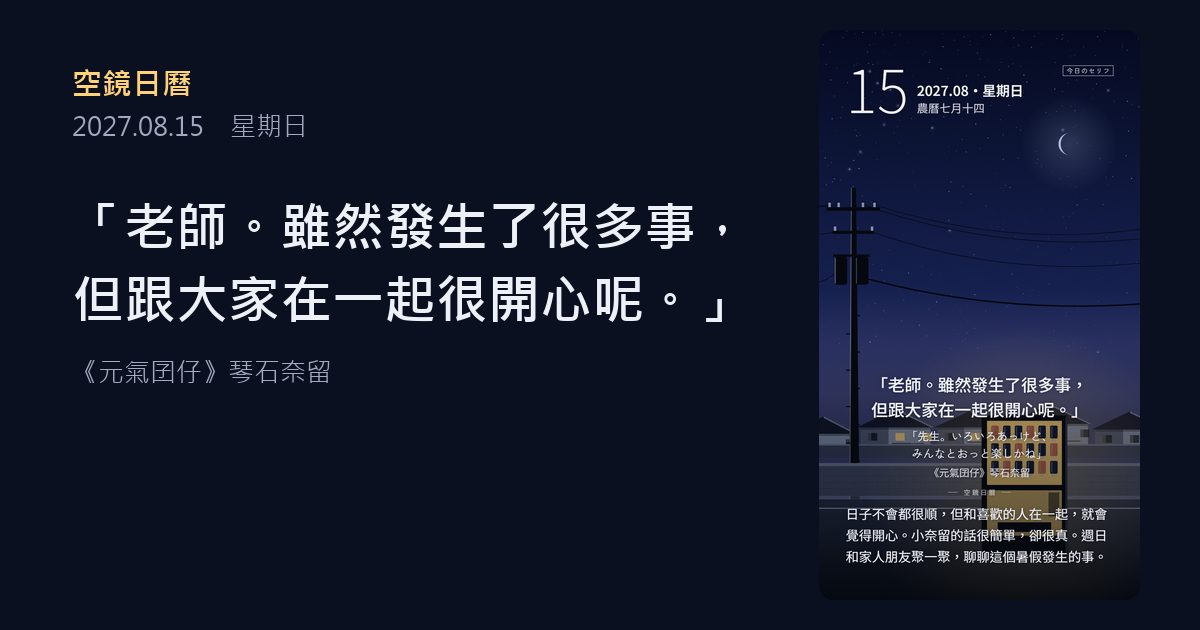 空鏡日曆
2027.08.15 星期日
「老師。雖然發生了很多事，
但跟大家在一起很開心呢。」
《元氣囝仔》琴石奈留
15
2027.08・星期日
農曆七月十四
今日のセリフ
「老師。雖然發生了很多事，
但跟大家在一起很開心呢。」
「先生。いろいろあっけど、
みんなとおっと楽しかね」
《元氣囝仔》琴石奈留
空鏡日曆
日子不會都很順，但和喜歡的人在一起，就會
覺得開心。小奈留的話很簡單，卻很真。週日
和家人朋友聚一聚，聊聊這個暑假發生的事。